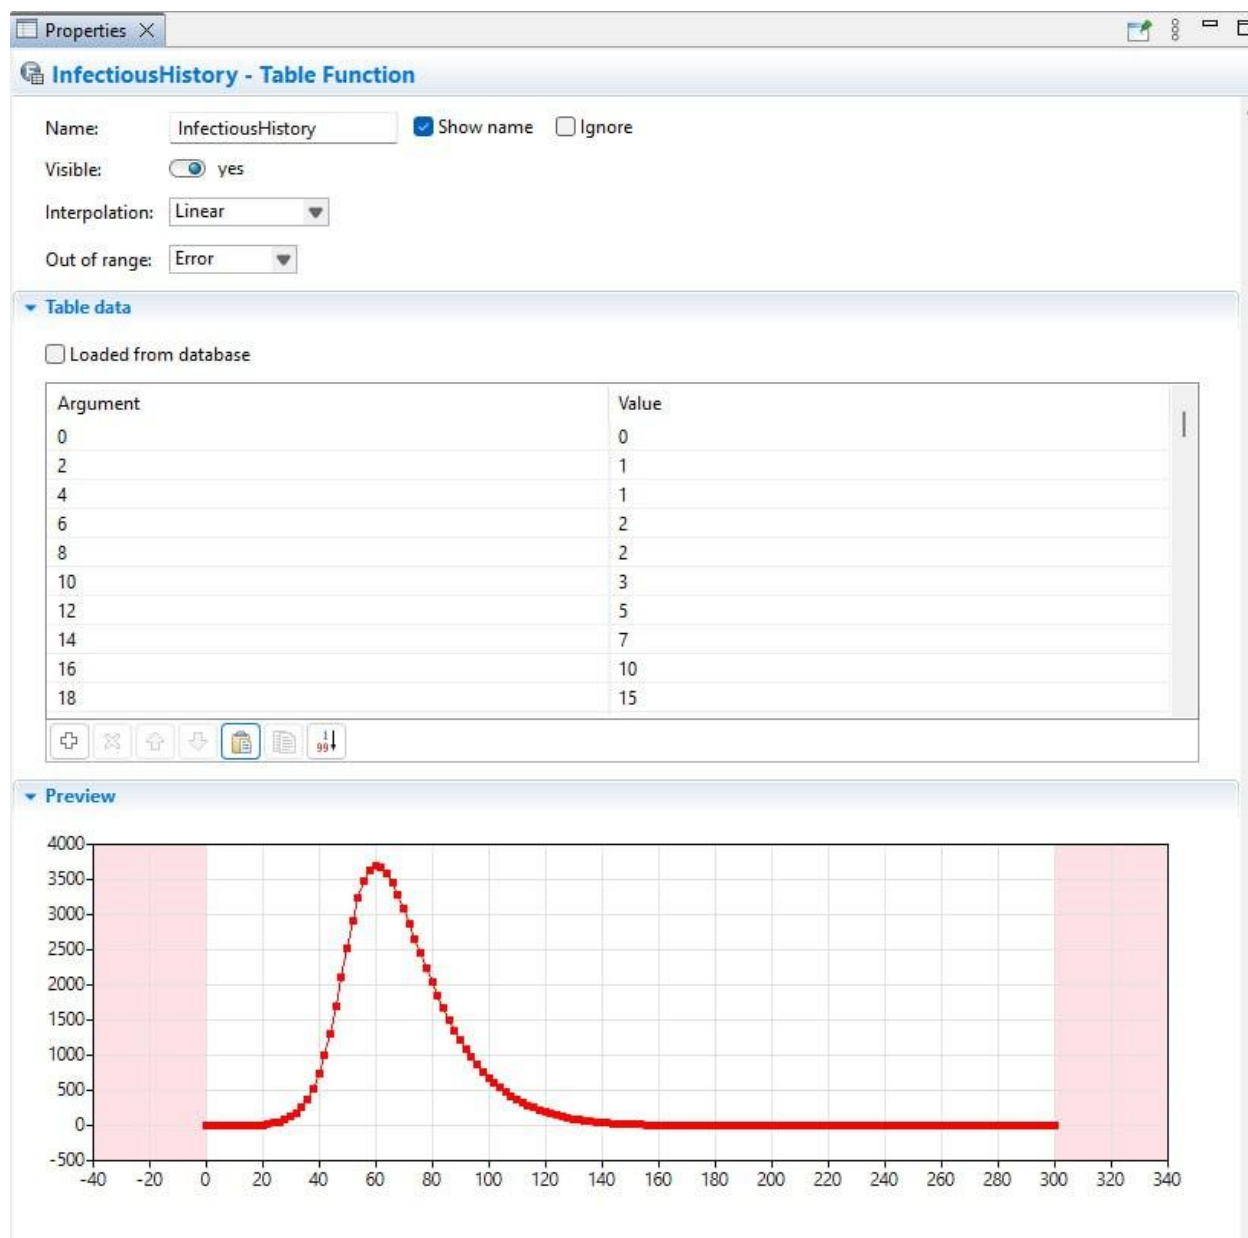 Properties
InfectiousHistory - Table Function
Name: InfectiousHistory Show name Ignore
Visible: yes
Interpolation: Linear
Out of range: Error
Table data
Loaded from database
Argument Value
0 0
2 1
4 1
6 2
8 2
10 3
12 5
14 7
16 10
18 15
1
99
Preview
4000
3500
3000
2500
2000
1500
1000
500
0
-500
-40 -20 0 20 40 60 80 100 120 140 160 180 200 220 240 260 280 300 320 340